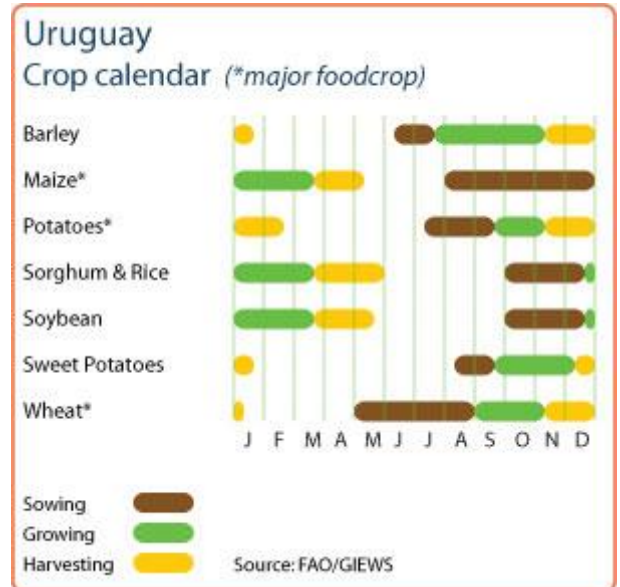 Uruguay
Crop calendar (*major foodcrop)
Barley
Maize*
Potatoes*
Sorghum & Rice
Soybean
Sweet Potatoes
Wheat*
J F M A M J J A S O N D
Sowing
Growing
Harvesting Source: FAO/GIEWS